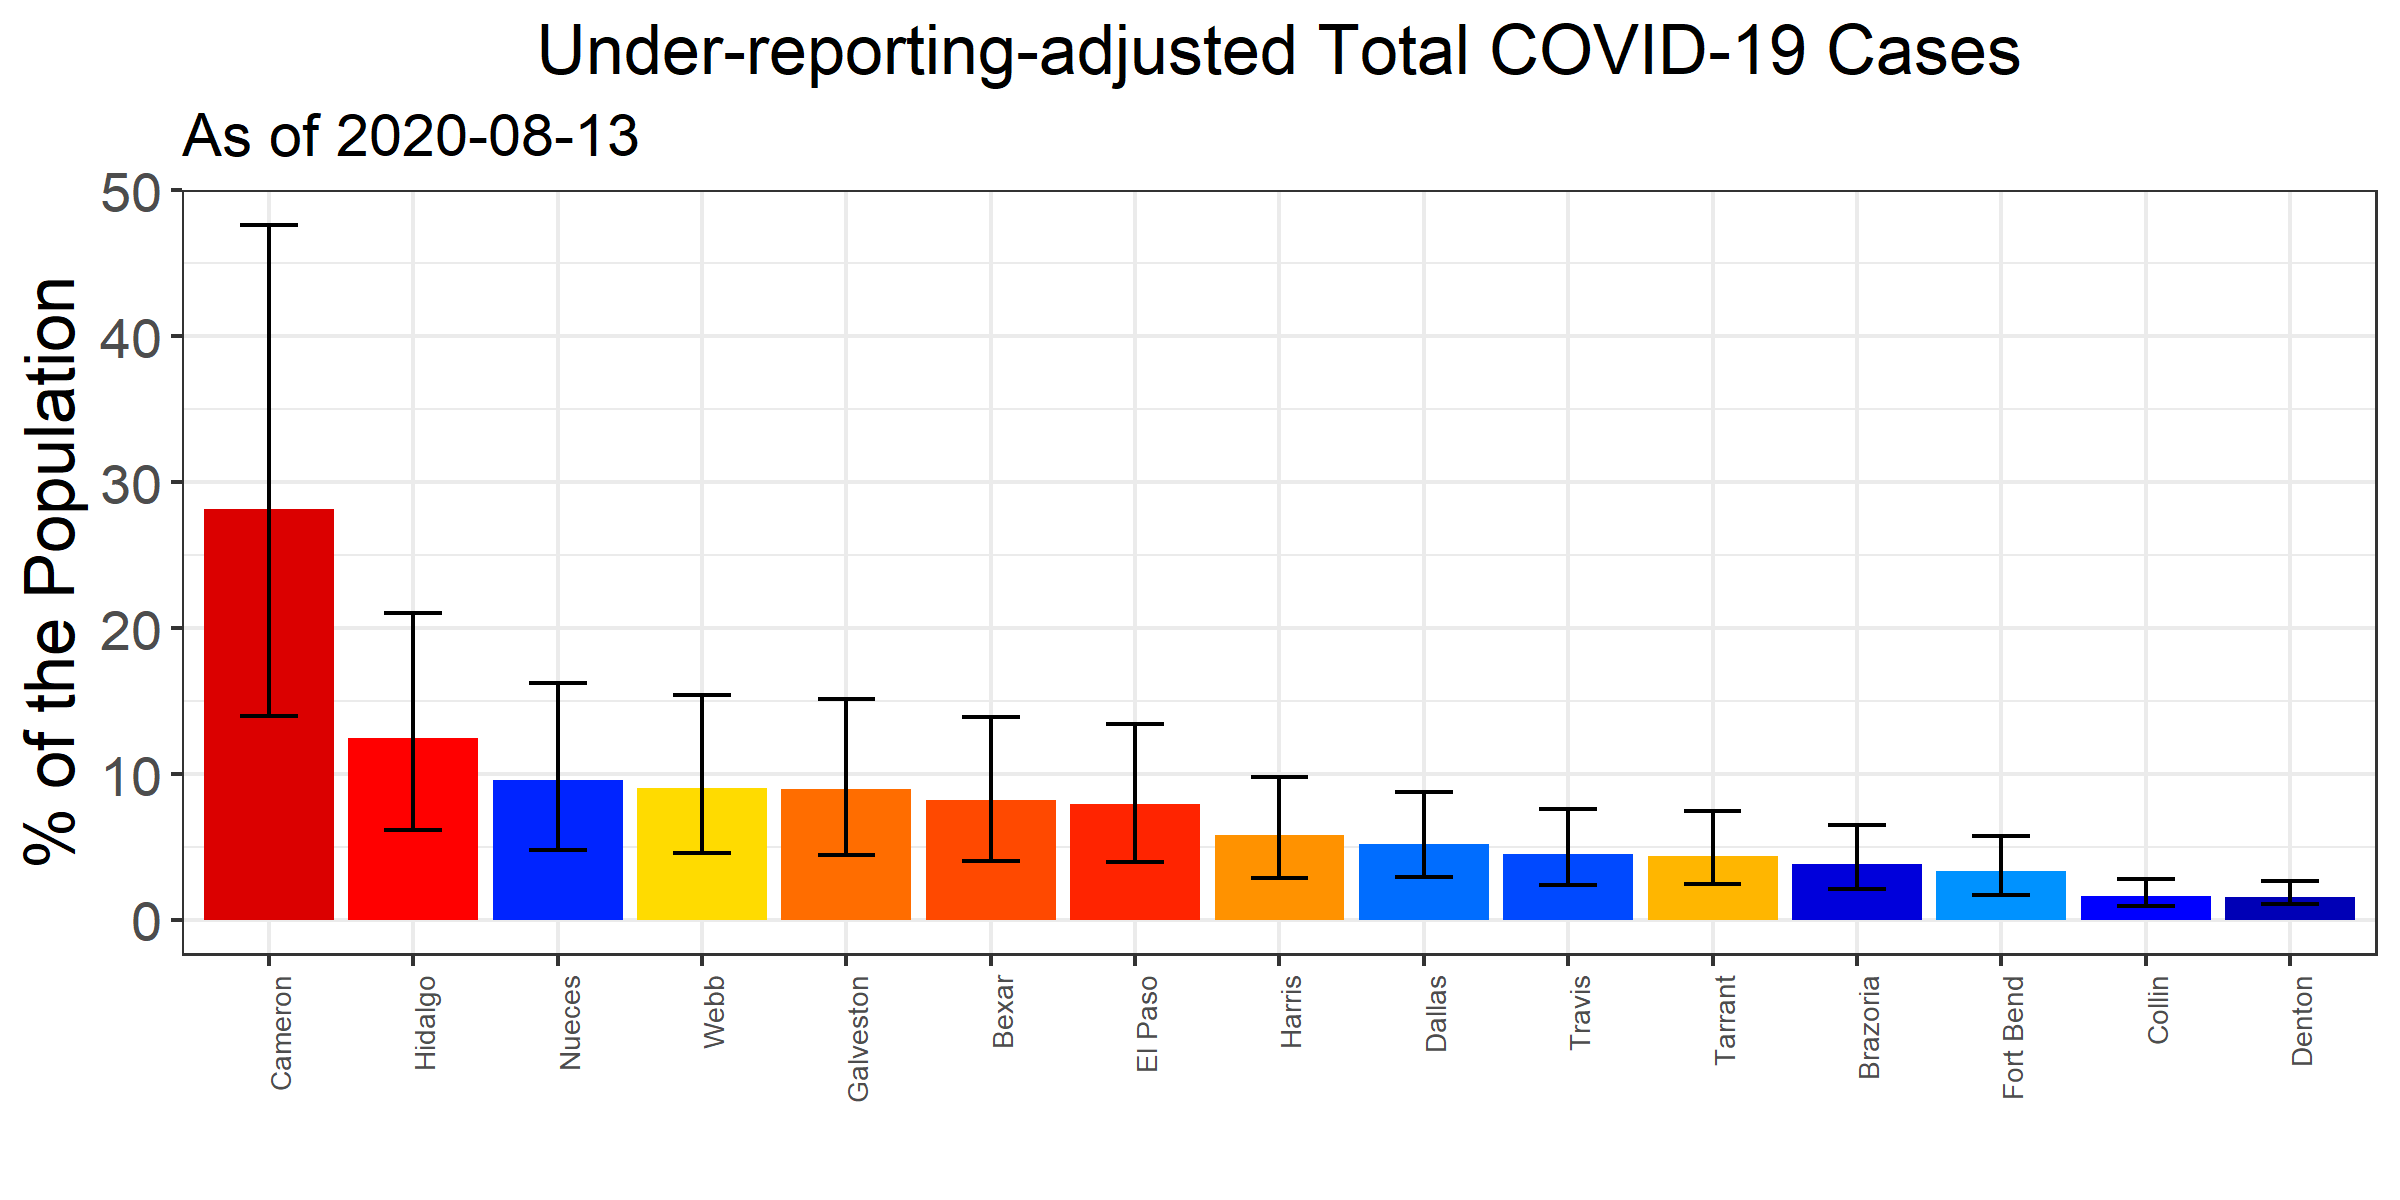 Under-reporting-adjusted Total COVID-19 Cases
As of 2020-08-13
% of the Population
50
40
30
20
10
0
Cameron
Hidalgo
Nueces
Webb
Galveston
Bexar
El Paso
Harris
Dallas
Travis
Tarrant
Brazoria
Fort Bend
Collin
Denton